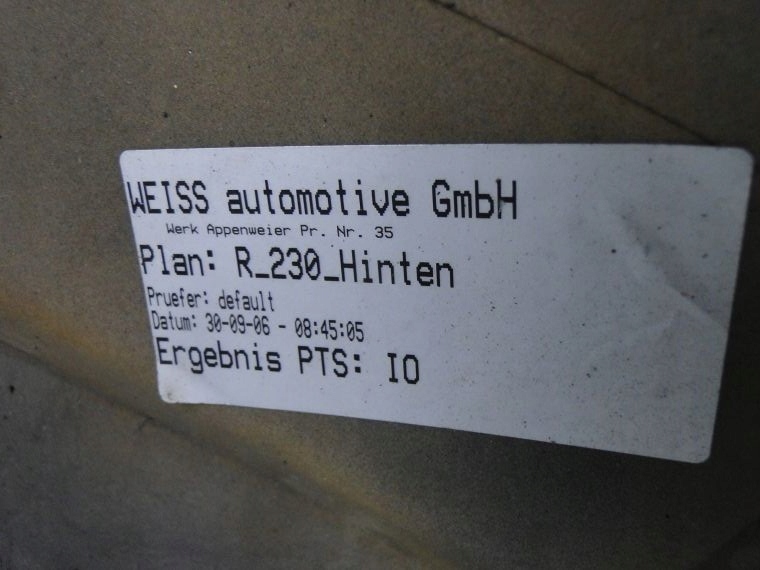 WEISS automotive GmbH
Werk Appenweier Pr. Nr. 35
Plan: R_230_Hinten
Pruefer: default
Datum: 30-09-06 - 08:45:05
Ergebnis PTS: IO